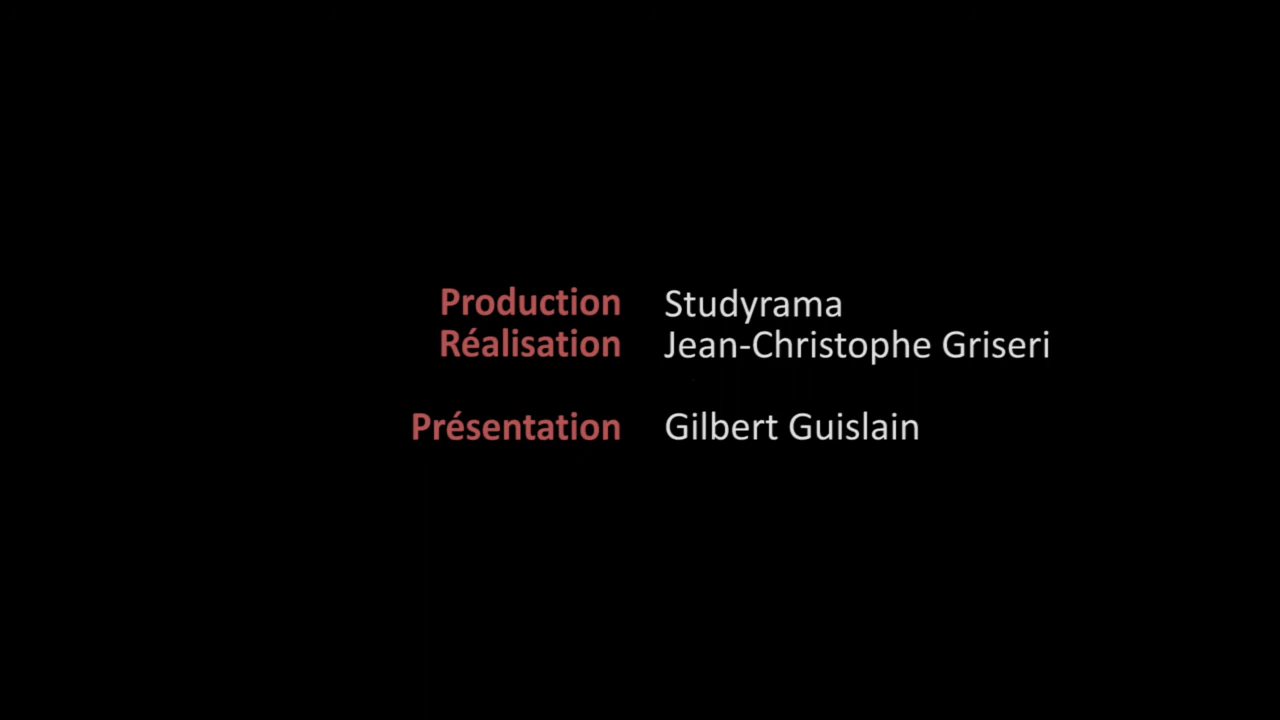 Production Studyrama
Réalisation Jean-Christophe Griseri
Présentation Gilbert Guislain